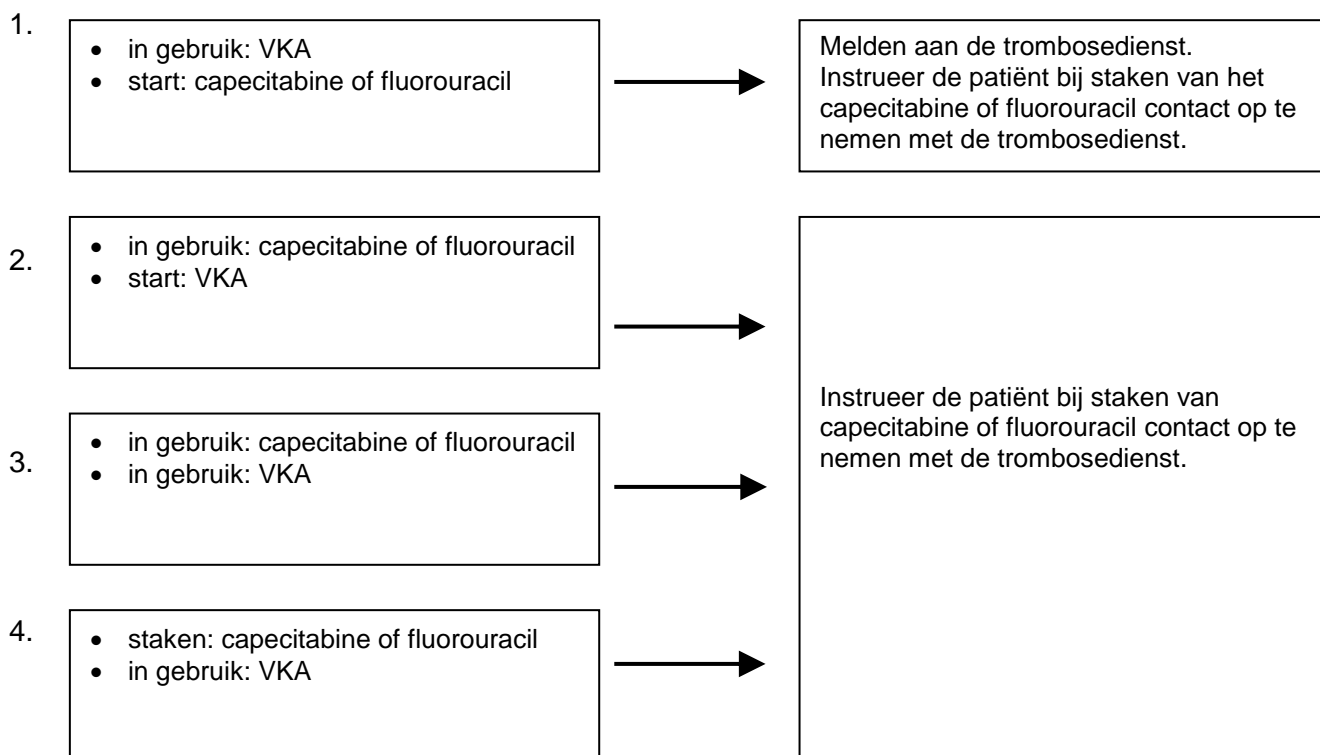 1.
• in gebruik: VKA
• start: capecitabine of fluorouracil
Melden aan de trombosedienst.
Instrueer de patiënt bij staken van het
capecitabine of fluorouracil contact op te
nemen met de trombosedienst.
2.
• in gebruik: capecitabine of fluorouracil
• start: VKA
3.
• in gebruik: capecitabine of fluorouracil
• in gebruik: VKA
Instrueer de patiënt bij staken van
capecitabine of fluorouracil contact op te
nemen met de trombosedienst.
4.
• staken: capecitabine of fluorouracil
• in gebruik: VKA